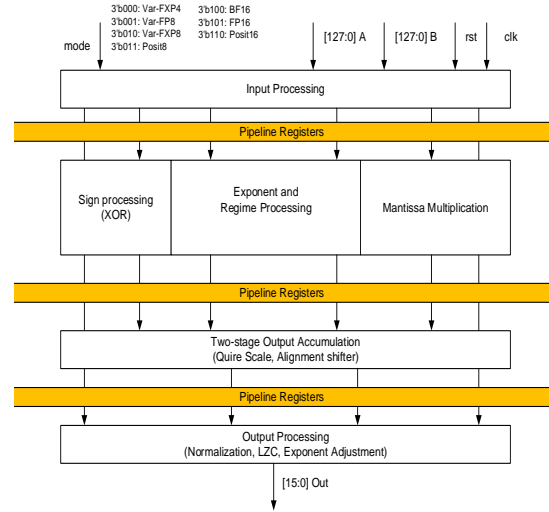 3'b000: Var-FXP4
3'b001: Var-FP8
3'b010: Var-FXP8
3'b011: Posit8
3'b100: BF16
3'b101: FP16
3'b110: Posit16
mode
[127:0] A
[127:0] B
rst
clk
Input Processing
Pipeline Registers
Sign processing
(XOR)
Exponent and
Regime Processing
Mantissa Multiplication
Pipeline Registers
Two-stage Output Accumulation
(Quire Scale, Alignment shifter)
Pipeline Registers
Output Processing
(Normalization, LZC, Exponent Adjustment)
[15:0] Out